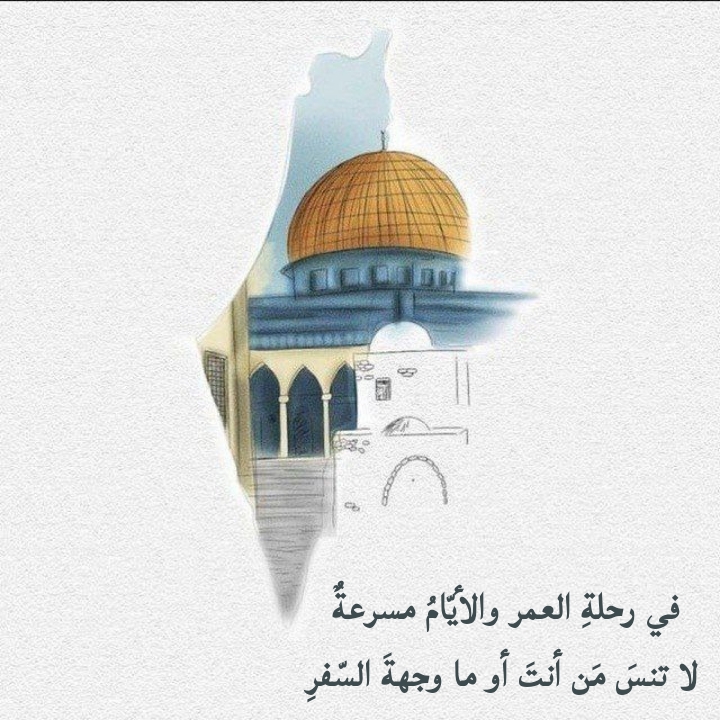 في رحلةِ العمر والأيّامُ مسرعةٌ
لا تنسَ مَن أنتَ أو ما وجهةَ السّفرِ